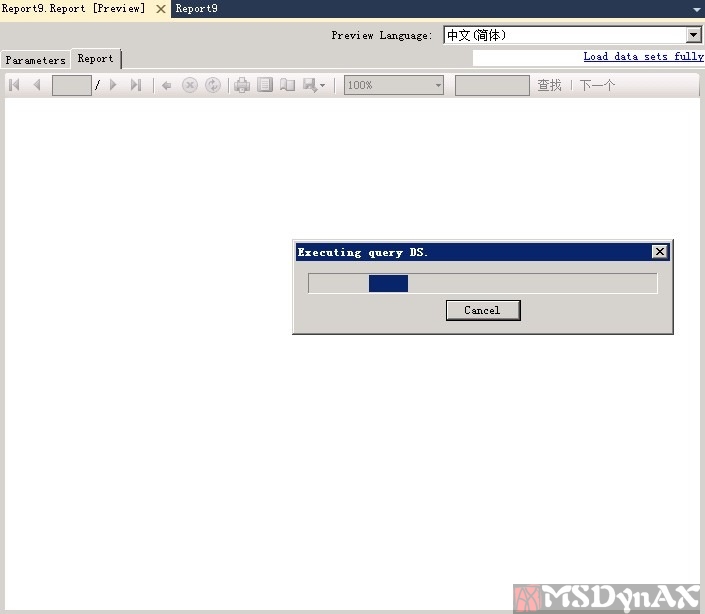 Report9.Report [Preview] Report9
Preview Language: 中文(简体)
Parameters Report Load data sets fully
/ 100% 查找 下一个
Executing query DS.
Cancel
MSDynAX